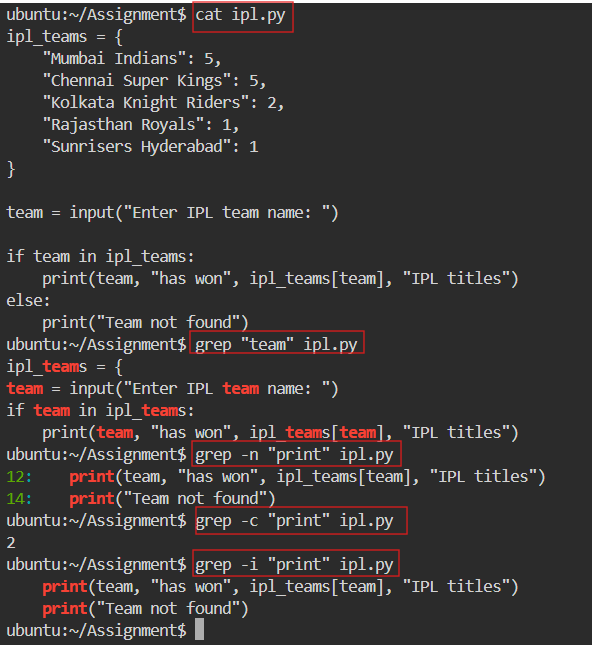 ubuntu:~/Assignment$ cat ipl.py
ipl_teams = {
    "Mumbai Indians": 5,
    "Chennai Super Kings": 5,
    "Kolkata Knight Riders": 2,
    "Rajasthan Royals": 1,
    "Sunrisers Hyderabad": 1
}

team = input("Enter IPL team name: ")

if team in ipl_teams:
    print(team, "has won", ipl_teams[team], "IPL titles")
else:
    print("Team not found")
ubuntu:~/Assignment$ grep "team" ipl.py
ipl_teams = {
team = input("Enter IPL team name: ")
if team in ipl_teams:
    print(team, "has won", ipl_teams[team], "IPL titles")
ubuntu:~/Assignment$ grep -n "print" ipl.py
12:    print(team, "has won", ipl_teams[team], "IPL titles")
14:    print("Team not found")
ubuntu:~/Assignment$ grep -c "print" ipl.py
2
ubuntu:~/Assignment$ grep -i "print" ipl.py
    print(team, "has won", ipl_teams[team], "IPL titles")
    print("Team not found")
ubuntu:~/Assignment$